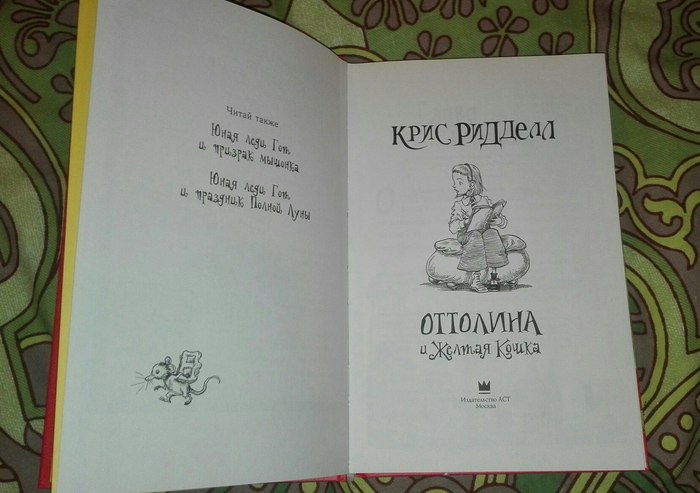 Читай также
Юная леди Гот
и призрак мышонка
Юная леди Гот
и праздник Полной Луны
Крис Ридделл
Оттолина
и Желтая Кошка
Издательство АСТ
Москва